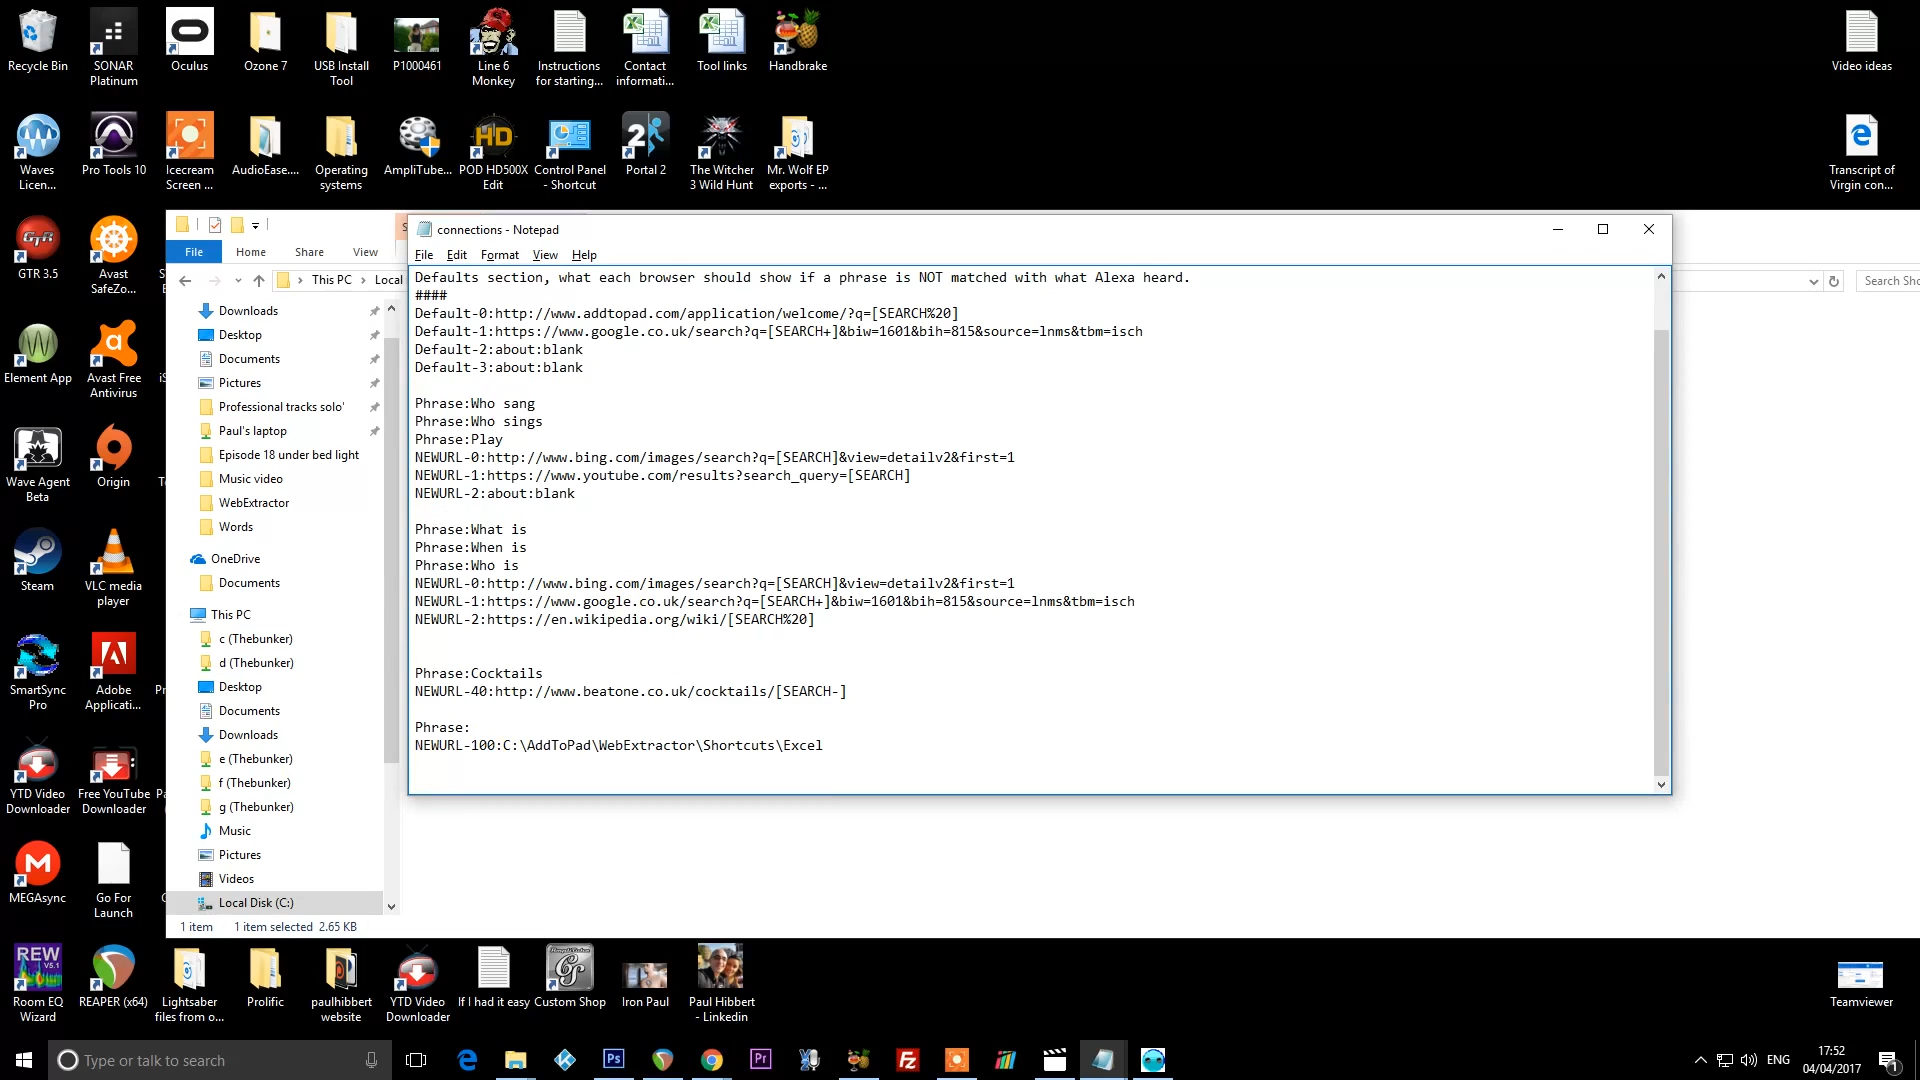 Recycle Bin
SONAR Platinum
Oculus
Ozone 7
USB Install Tool
P1000461
Line 6 Monkey
Instructions for starting...
Contact informati...
Tool links
Handbrake
Video ideas
Waves Licen...
Pro Tools 10
Icecream Screen ...
AudioEase....
Operating systems
AmpliTube...
POD HD500X Edit
Control Panel - Shortcut
Portal 2
The Witcher 3 Wild Hunt
Mr. Wolf EP exports - ...
Transcript of Virgin con...
GTR 3.5
Avast SafeZo...
Element App
Avast Free Antivirus
Wave Agent Beta
Origin
Steam
VLC media player
SmartSync Pro
Adobe Applicati...
YTD Video Downloader
Free YouTube Downloader
MEGAsync
Go For Launch
File Home Share View
This PC > Local
Search Sho
Downloads
Desktop
Documents
Pictures
Professional tracks solo'
Paul's laptop
Episode 18 under bed light
Music video
WebExtractor
Words
OneDrive
Documents
This PC
c (Thebunker)
d (Thebunker)
Desktop
Documents
Downloads
e (Thebunker)
f (Thebunker)
g (Thebunker)
Music
Pictures
Videos
Local Disk (C:)
1 item 1 item selected 2.65 KB
connections - Notepad
File Edit Format View Help
Defaults section, what each browser should show if a phrase is NOT matched with what Alexa heard.
####
Default-0:http://www.addtopad.com/application/welcome/?q=[SEARCH%20]
Default-1:https://www.google.co.uk/search?q=[SEARCH+]&biw=1601&bih=815&source=lnms&tbm=isch
Default-2:about:blank
Default-3:about:blank
Phrase:Who sang
Phrase:Who sings
Phrase:Play
NEWURL-0:http://www.bing.com/images/search?q=[SEARCH]&view=detailv2&first=1
NEWURL-1:https://www.youtube.com/results?search_query=[SEARCH]
NEWURL-2:about:blank
Phrase:What is
Phrase:When is
Phrase:Who is
NEWURL-0:http://www.bing.com/images/search?q=[SEARCH]&view=detailv2&first=1
NEWURL-1:https://www.google.co.uk/search?q=[SEARCH+]&biw=1601&bih=815&source=lnms&tbm=isch
NEWURL-2:https://en.wikipedia.org/wiki/[SEARCH%20]
Phrase:Cocktails
NEWURL-40:http://www.beatone.co.uk/cocktails/[SEARCH-]
Phrase:
NEWURL-100:C:\AddToPad\WebExtractor\Shortcuts\Excel
Room EQ Wizard
REAPER (x64)
Lightsaber files from o...
Prolific
paulhibbert website
YTD Video Downloader
If I had it easy
Custom Shop
Iron Paul
Paul Hibbert - Linkedin
Teamviewer
Type or talk to search
ENG
17:52
04/04/2017